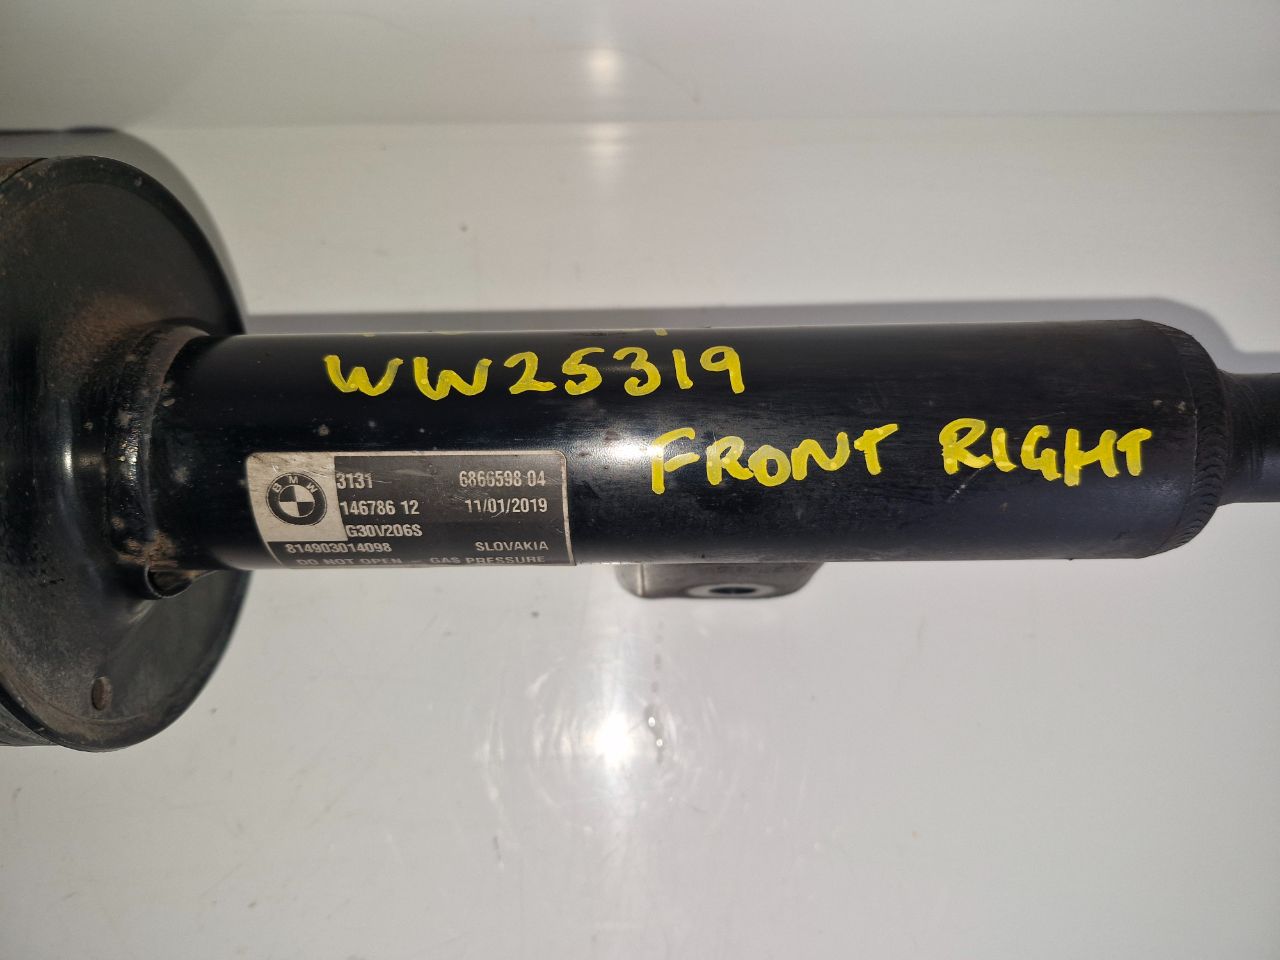 WW25319
FRONT RIGHT
BMW
3131 6866598 04
146786 12 11/01/2019
G30V206S
814903014098 SLOVAKIA
DO NOT OPEN - GAS PRESSURE